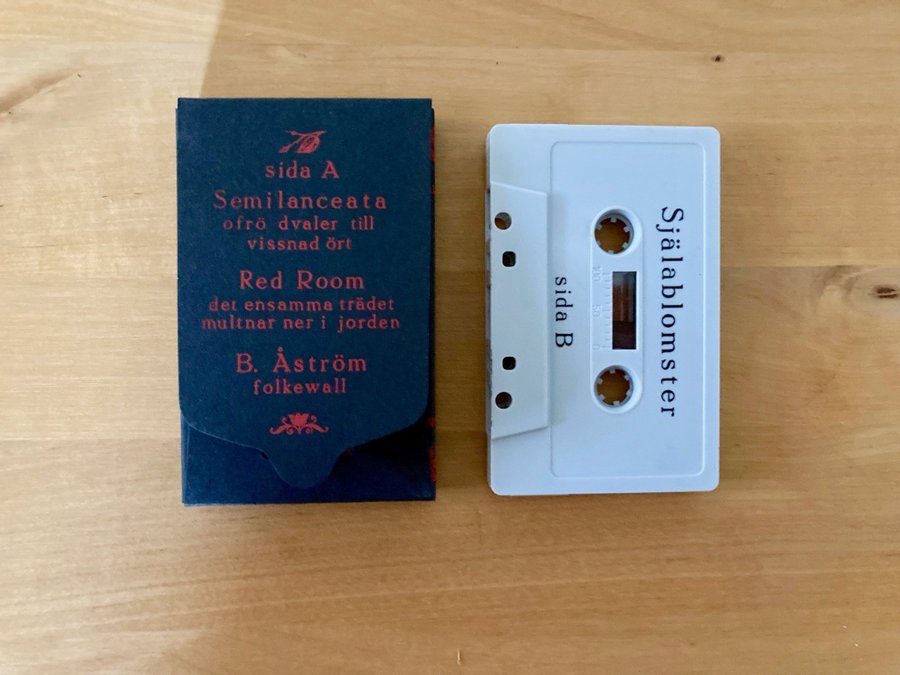 sida A
Semilanceata
ofrö dvaler till
vissnad ört
Red Room
det ensamma trädet
multnar ner i jorden
B. Åström
folkewall
Själablomster
sida B